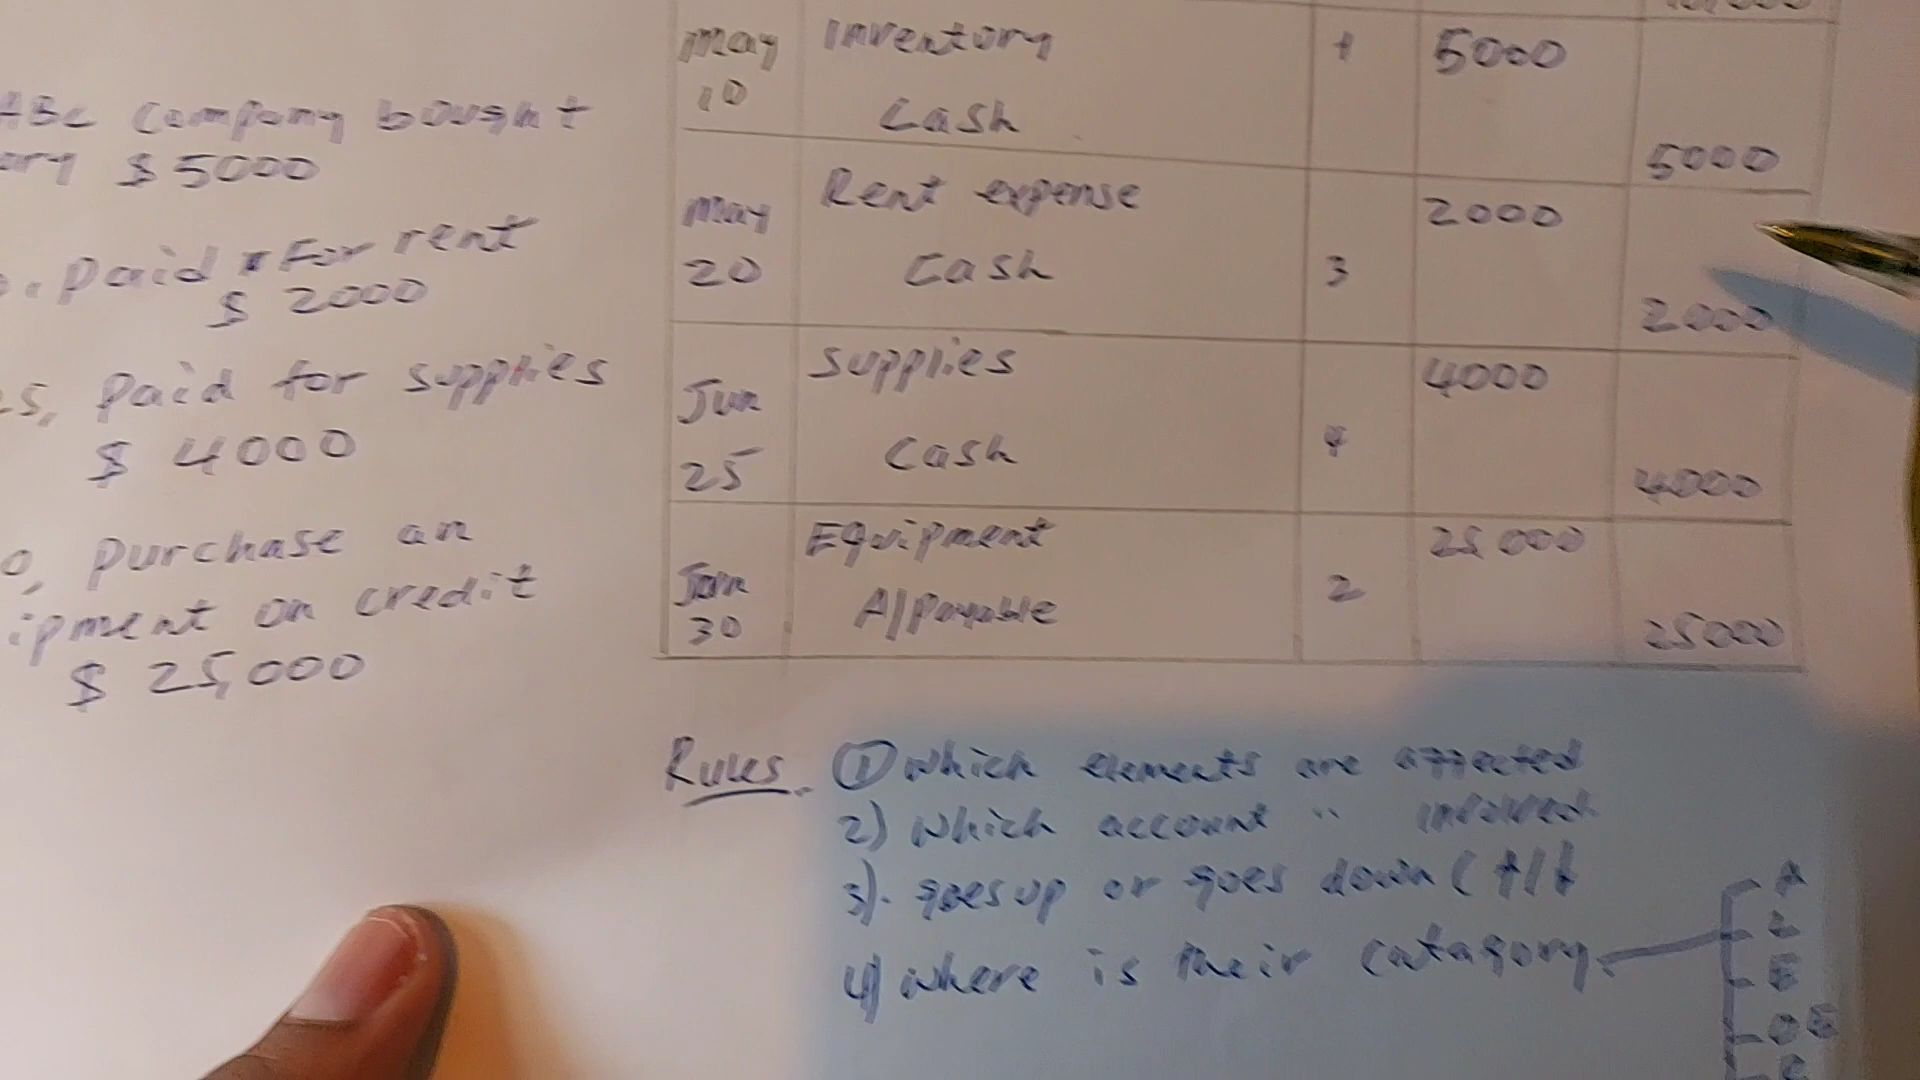 ABC Company bought
ory $ 5000
. Paid For rent
$ 2000
25, Paid for supplies
$ 4000
0, purchase an
ipment on credit
$ 25,000
May 10 Inventory 5000
Cash 5000
May 20 Rent expense 2000
Cash 3 2000
Jun 25 Supplies 4000
Cash 4 4000
Jun 30 Equipment 25000
A/payable 2 25000
Rules. ① which elements are affected
2) which account " involved
3). goes up or goes down (
4) where is their catagory.
A
L
E
OE